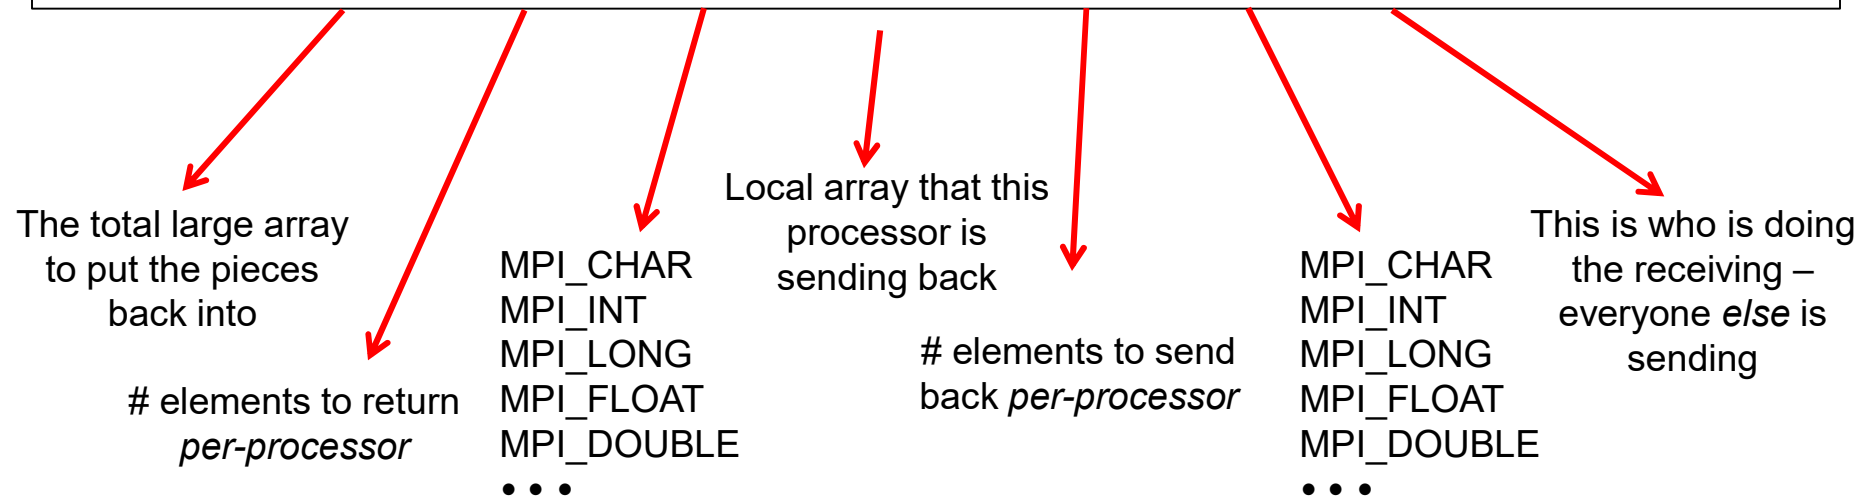 The total large array
to put the pieces
back into
# elements to return
per-processor
MPI_CHAR
MPI_INT
MPI_LONG
MPI_FLOAT
MPI_DOUBLE
• • •
Local array that this
processor is
sending back
# elements to send
back per-processor
MPI_CHAR
MPI_INT
MPI_LONG
MPI_FLOAT
MPI_DOUBLE
• • •
This is who is doing
the receiving –
everyone else is
sending